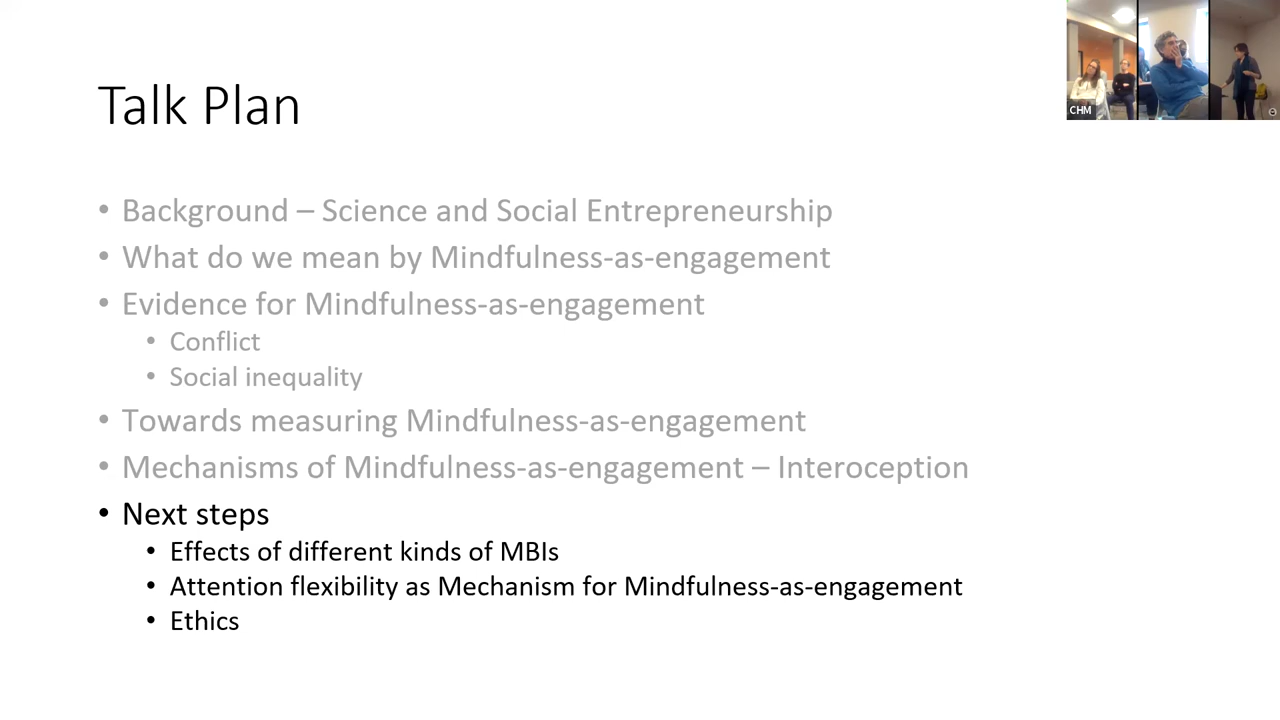 Talk Plan
CHM
• Background – Science and Social Entrepreneurship
• What do we mean by Mindfulness-as-engagement
• Evidence for Mindfulness-as-engagement
• Conflict
• Social inequality
• Towards measuring Mindfulness-as-engagement
• Mechanisms of Mindfulness-as-engagement – Interoception
• Next steps
• Effects of different kinds of MBIs
• Attention flexibility as Mechanism for Mindfulness-as-engagement
• Ethics